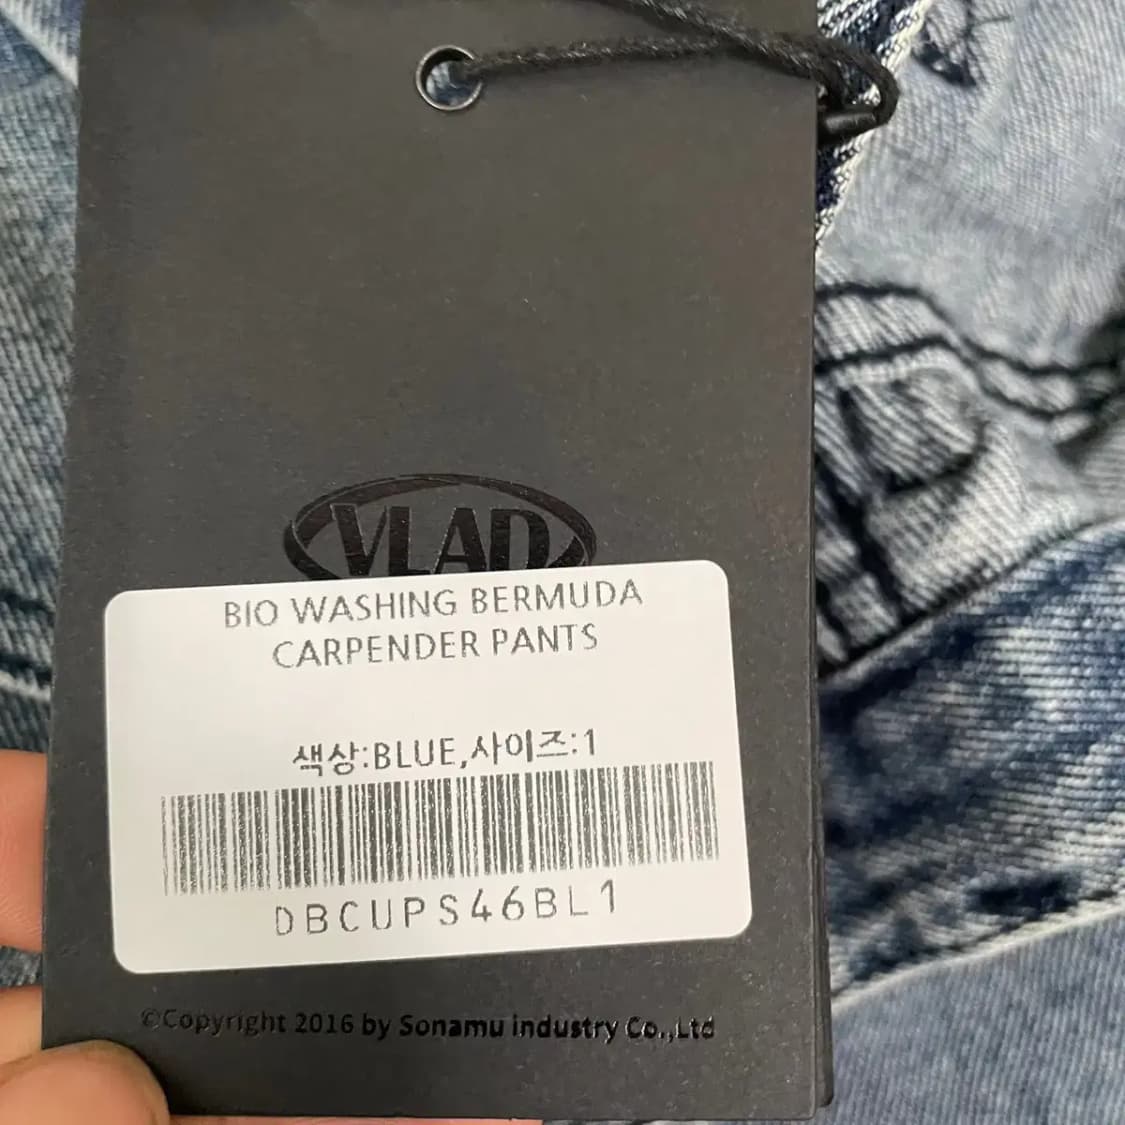 VLAD
BIO WASHING BERMUDA
CARPENDER PANTS
색상:BLUE,사이즈:1
DBCUPS46BL1
©Copyright 2016 by Sonamu industry Co.,Ltd